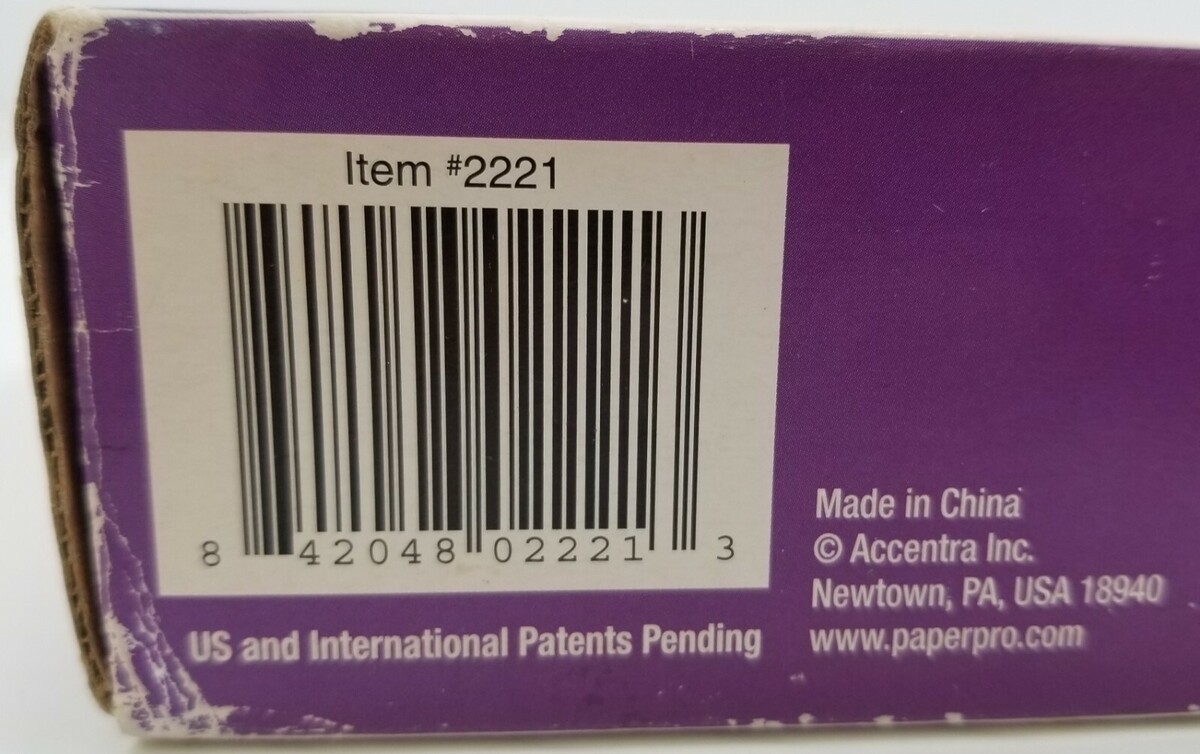 Item #2221
8 42048 02221 3
US and International Patents Pending
Made in China
© Accentra Inc.
Newtown, PA, USA 18940
www.paperpro.com